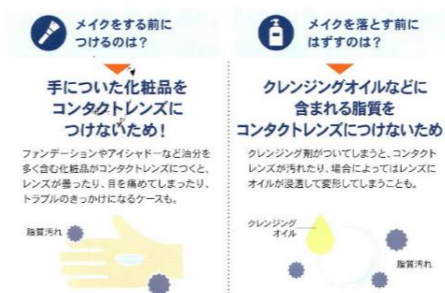 メイクをする前に
つけるのは？
手についた化粧品を
コンタクトレンズに
つけないため！
ファンデーションやアイシャドーなど油分を
多く含む化粧品がコンタクトレンズにつくと、
レンズが曇ったり、目を痛めてしまったり、
トラブルのきっかけになるケースも。
脂質汚れ
メイクを落とす前に
はずすのは？
クレンジングオイルなどに
含まれる脂質を
コンタクトレンズにつけないため
クレンジング剤がついてしまうと、コンタクト
レンズが汚れたり、場合によってはレンズに
オイルが浸透して変形してしまうことも。
クレンジング
オイル
脂質汚れ